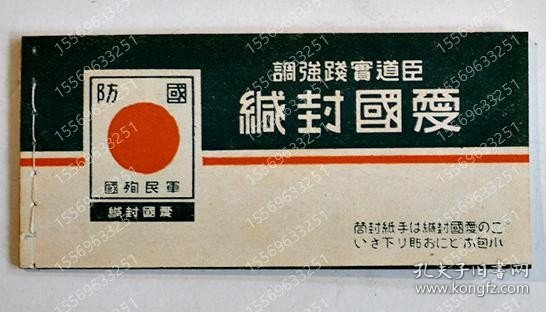 臣道實踐強調
愛國封緘
國防
軍民殉國
愛國封緘
この愛國封緘は手紙封筒
小包などにお貼り下さい
15569633251
孔夫子旧书网
www.kongfz.com